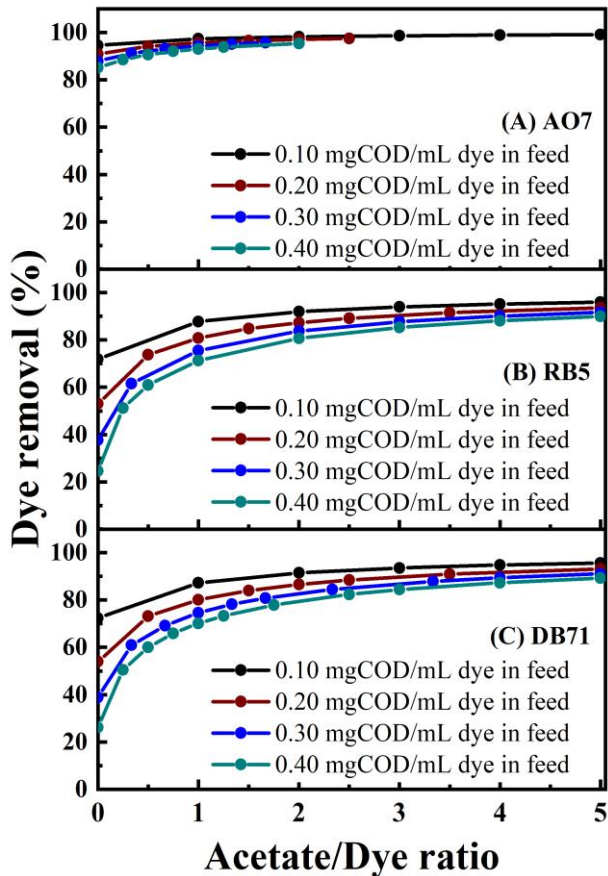 100
80
60
40
20
0
(A) AO7
0.10 mgCOD/mL dye in feed
0.20 mgCOD/mL dye in feed
0.30 mgCOD/mL dye in feed
0.40 mgCOD/mL dye in feed
100
80
60
40
20
0
(B) RB5
0.10 mgCOD/mL dye in feed
0.20 mgCOD/mL dye in feed
0.30 mgCOD/mL dye in feed
0.40 mgCOD/mL dye in feed
100
80
60
40
20
0
(C) DB71
0.10 mgCOD/mL dye in feed
0.20 mgCOD/mL dye in feed
0.30 mgCOD/mL dye in feed
0.40 mgCOD/mL dye in feed
0 1 2 3 4 5
Dye removal (%)
Acetate/Dye ratio